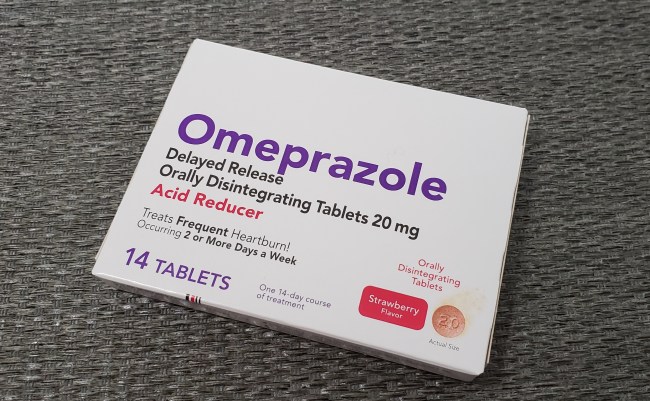 Omeprazole
Delayed Release
Orally Disintegrating Tablets 20 mg
Acid Reducer
Treats Frequent Heartburn!
Occurring 2 or More Days a Week
14 TABLETS
One 14-day course
of treatment
Orally
Disintegrating
Tablets
Strawberry
Flavor
20
Actual Size